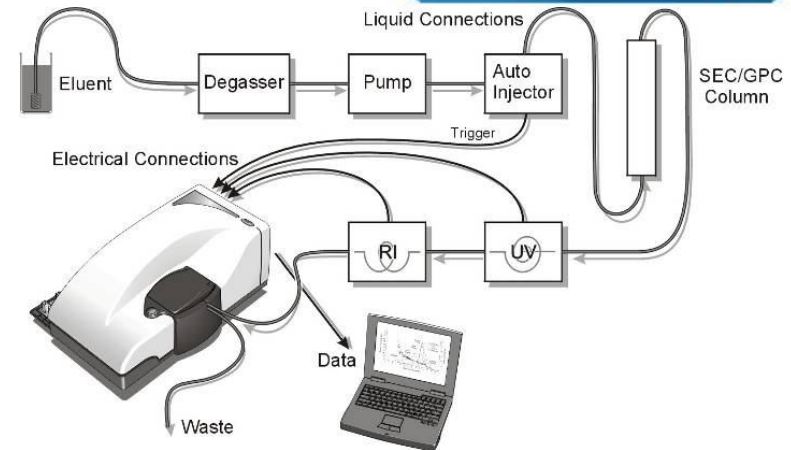 Liquid Connections
Eluent
Degasser
Pump
Auto
Injector
SEC/GPC
Column
Trigger
Electrical Connections
RI
UV
Data
Waste